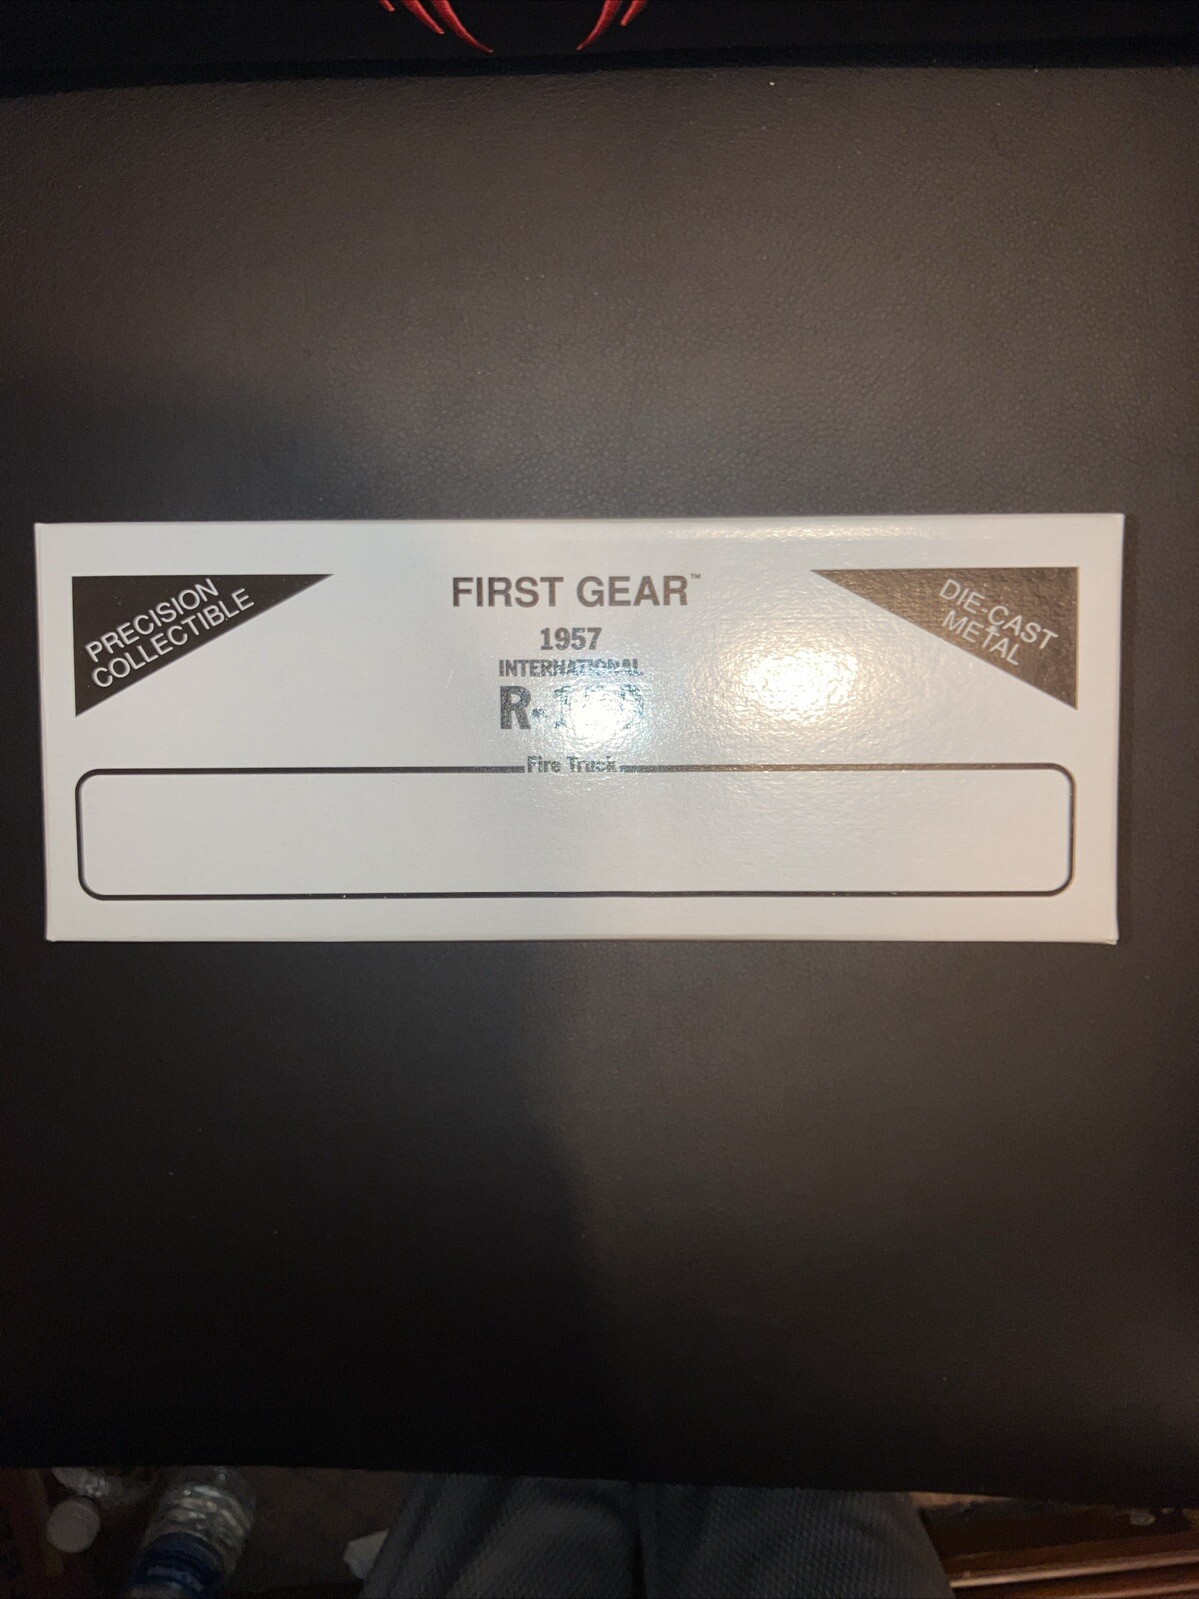 PRECISION
COLLECTIBLE
FIRST GEAR™
1957
INTERNATIONAL
Fire Truck
DIE-CAST
METAL